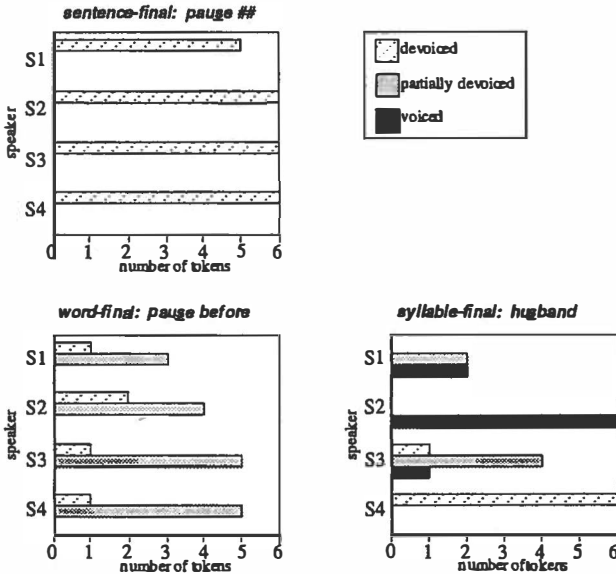 sentence-final: pause ##
devoiced
partially devoiced
voiced
speaker
S1
S2
S3
S4
0 1 2 3 4 5 6
number of tokens
word-final: pause before
speaker
S1
S2
S3
S4
0 1 2 3 4 5 6
number of tokens
syllable-final: husband
speaker
S1
S2
S3
S4
0 1 2 3 4 5 6
number of tokens